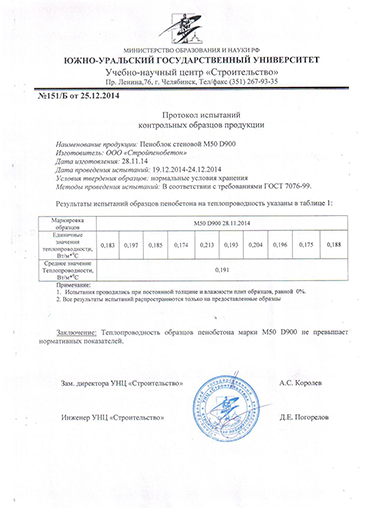 МИНИСТЕРСТВО ОБРАЗОВАНИЯ И НАУКИ РФ
ЮЖНО-УРАЛЬСКИЙ ГОСУДАРСТВЕННЫЙ УНИВЕРСИТЕТ
Учебно-научный центр «Строительство»
Пр. Ленина,76, г. Челябинск, Тел/факс (351) 267-93-35
№151/Б от 25.12.2014
Протокол испытаний
контрольных образцов продукции
Наименование продукции: Пеноблок стеновой М50 D900
Изготовитель: ООО «Стройпенобетон»
Дата изготовления: 28.11.14
Дата проведения испытаний: 19.12.2014-24.12.2014
Условия твердения образцов: нормальные условия хранения
Методы проведения испытаний: В соответствии с требованиями ГОСТ 7076-99.
Результаты испытаний образцов пенобетона на теплопроводность указаны в таблице 1:
Маркировка образцов М50 D900 28.11.2014
Единичные значения теплопроводности, Вт/м*⁰С 0,183 0,197 0,185 0,174 0,213 0,193 0,204 0,196 0,175 0,188
Среднее значение Теплопроводности, Вт/м*⁰С 0,191
Примечание:
1. Испытания проводились при постоянной толщине и влажности плит образцов, равной 0%.
2. Все результаты испытаний распространяются только на предоставленные образцы
Заключение: Теплопроводность образцов пенобетона марки М50 D900 не превышает
нормативных показателей.
Зам. директора УНЦ «Строительство» А.С. Королев
Инженер УНЦ «Строительство» Д.Е. Погорелов